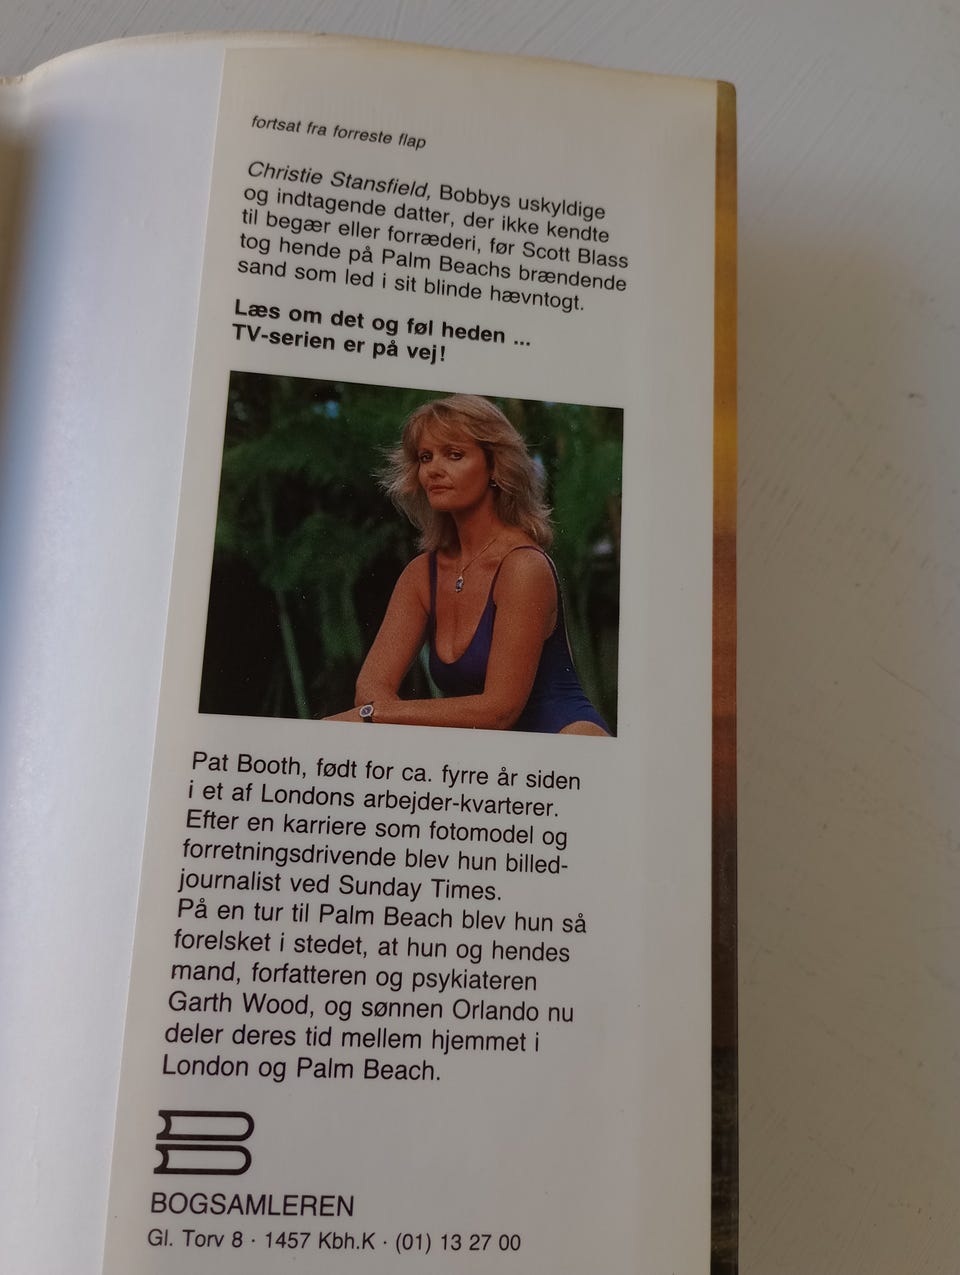 fortsat fra forreste flap
Christie Stansfield, Bobbys uskyldige
og indtagende datter, der ikke kendte
til begær eller forræderi, før Scott Blass
tog hende på Palm Beachs brændende
sand som led i sit blinde hævntogt.
Læs om det og føl heden ...
TV-serien er på vej!
Pat Booth, født for ca. fyrre år siden
i et af Londons arbejder-kvarterer.
Efter en karriere som fotomodel og
forretningsdrivende blev hun billed-
journalist ved Sunday Times.
På en tur til Palm Beach blev hun så
forelsket i stedet, at hun og hendes
mand, forfatteren og psykiateren
Garth Wood, og sønnen Orlando nu
deler deres tid mellem hjemmet i
London og Palm Beach.
BOGSAMLEREN
Gl. Torv 8 · 1457 Kbh.K · (01) 13 27 00